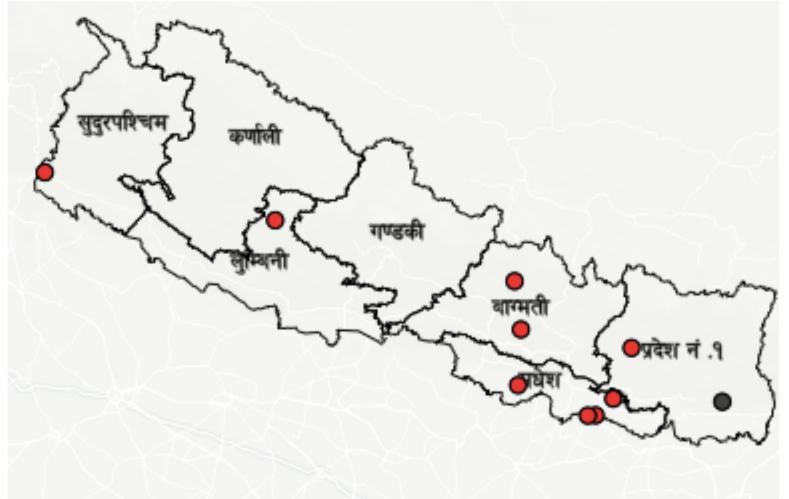 सुदुरपश्चिम
कर्णाली
गण्डकी
लुम्बिनी
बाग्मती
प्रदेश नं .१
मधेश